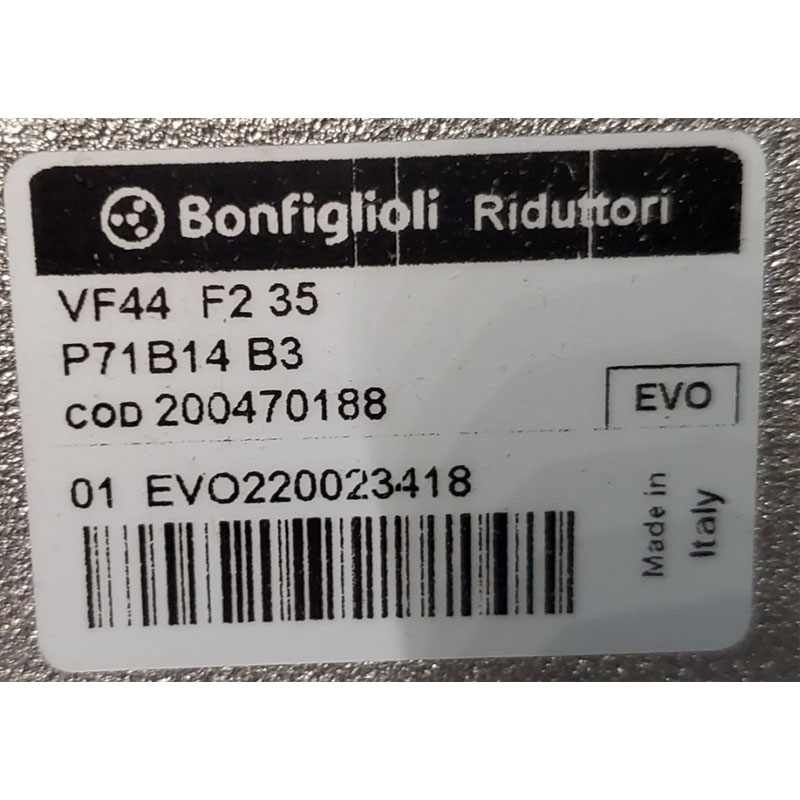 Bonfiglioli Riduttori
VF44 F2 35
P71B14 B3
COD 200470188
EVO
01 EVO220023418
Made in
Italy